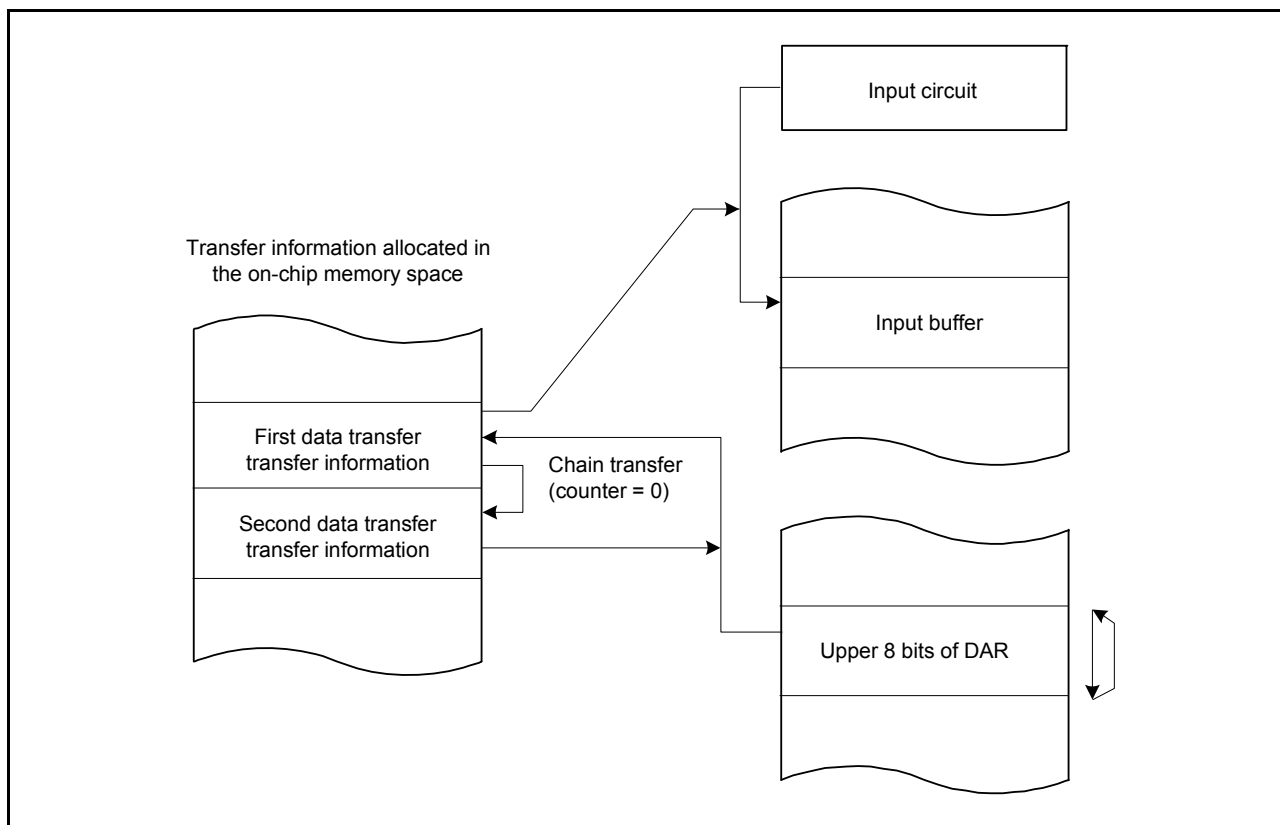 Input circuit
Transfer information allocated in
the on-chip memory space
Input buffer
First data transfer
transfer information
Chain transfer
(counter = 0)
Second data transfer
transfer information
Upper 8 bits of DAR